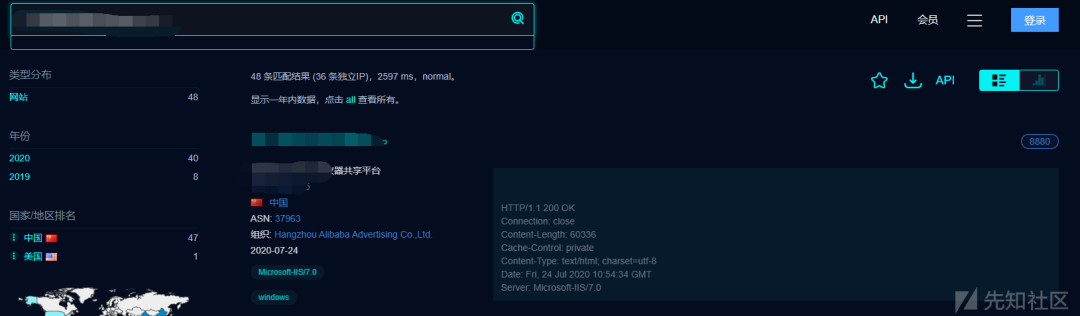 API 会员 登录
类型分布
网站 48
年份
2020 40
2019 8
国家/地区排名
中国 47
美国 1
48 条匹配结果 (36 条独立IP)，2597 ms，normal。
显示一年内数据，点击 all 查看所有。
API
8880
器共享平台
中国
ASN: 37963
组织: Hangzhou Alibaba Advertising Co.,Ltd.
2020-07-24
Microsoft-IIS/7.0
windows
HTTP/1.1 200 OK
Connection: close
Content-Length: 60336
Cache-Control: private
Content-Type: text/html; charset=utf-8
Date: Fri, 24 Jul 2020 10:54:34 GMT
Server: Microsoft-IIS/7.0
先知社区